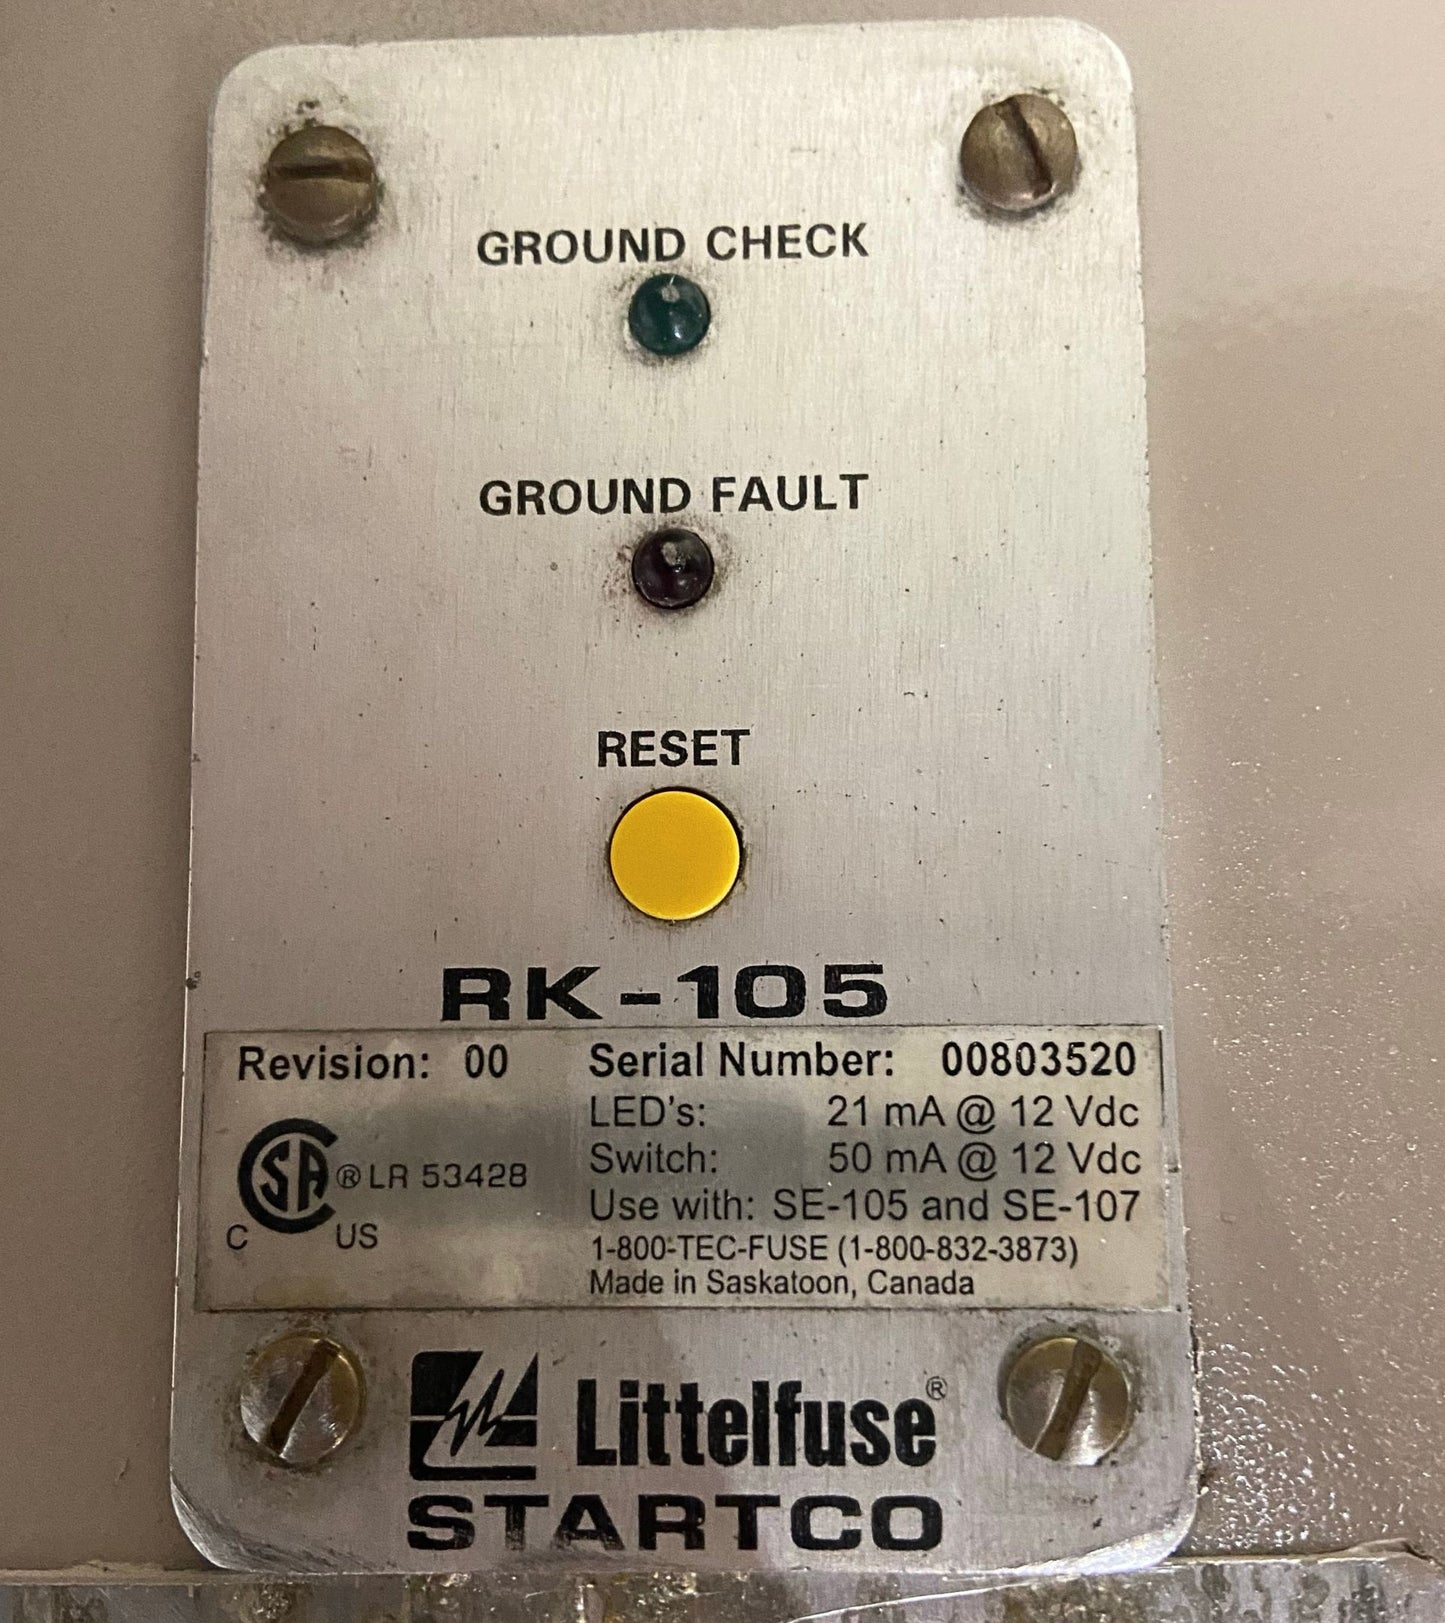 GROUND CHECK
GROUND FAULT
RESET
RK-105
Revision: 00 Serial Number: 00803520
LED's: 21 mA @ 12 Vdc
Switch: 50 mA @ 12 Vdc
CSA ® LR 53428
C US
Use with: SE-105 and SE-107
1-800-TEC-FUSE (1-800-832-3873)
Made in Saskatoon, Canada
Littelfuse®
STARTCO